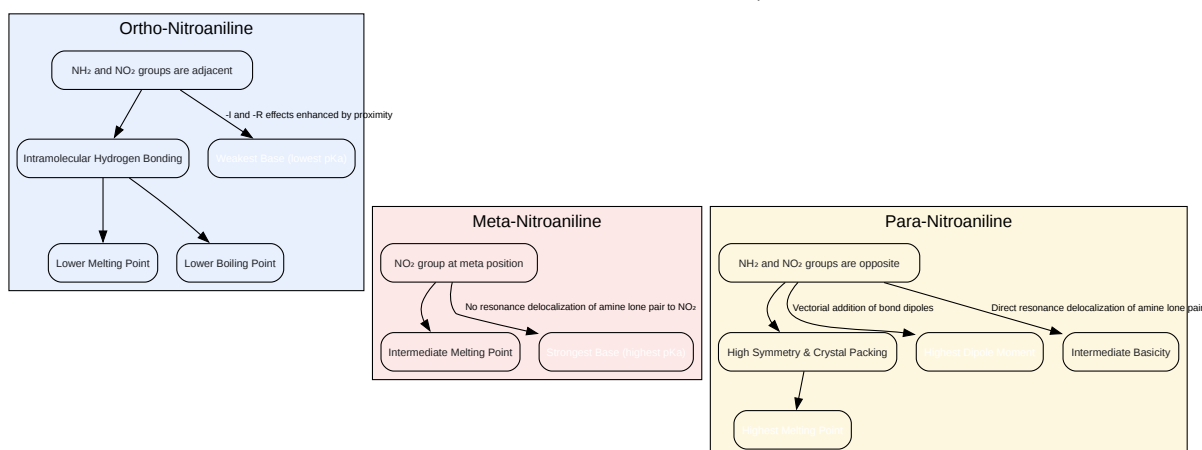 Ortho-Nitroaniline
NH₂ and NO₂ groups are adjacent
-I and -R effects enhanced by proximity
Intramolecular Hydrogen Bonding
Weakest Base (lowest pKa)
Lower Melting Point
Lower Boiling Point
Meta-Nitroaniline
NO₂ group at meta position
No resonance delocalization of amine lone pair to NO₂
Intermediate Melting Point
Strongest Base (highest pKa)
Para-Nitroaniline
NH₂ and NO₂ groups are opposite
Vectorial addition of bond dipoles
Direct resonance delocalization of amine lone pair
High Symmetry & Crystal Packing
Highest Dipole Moment
Intermediate Basicity
Highest Melting Point